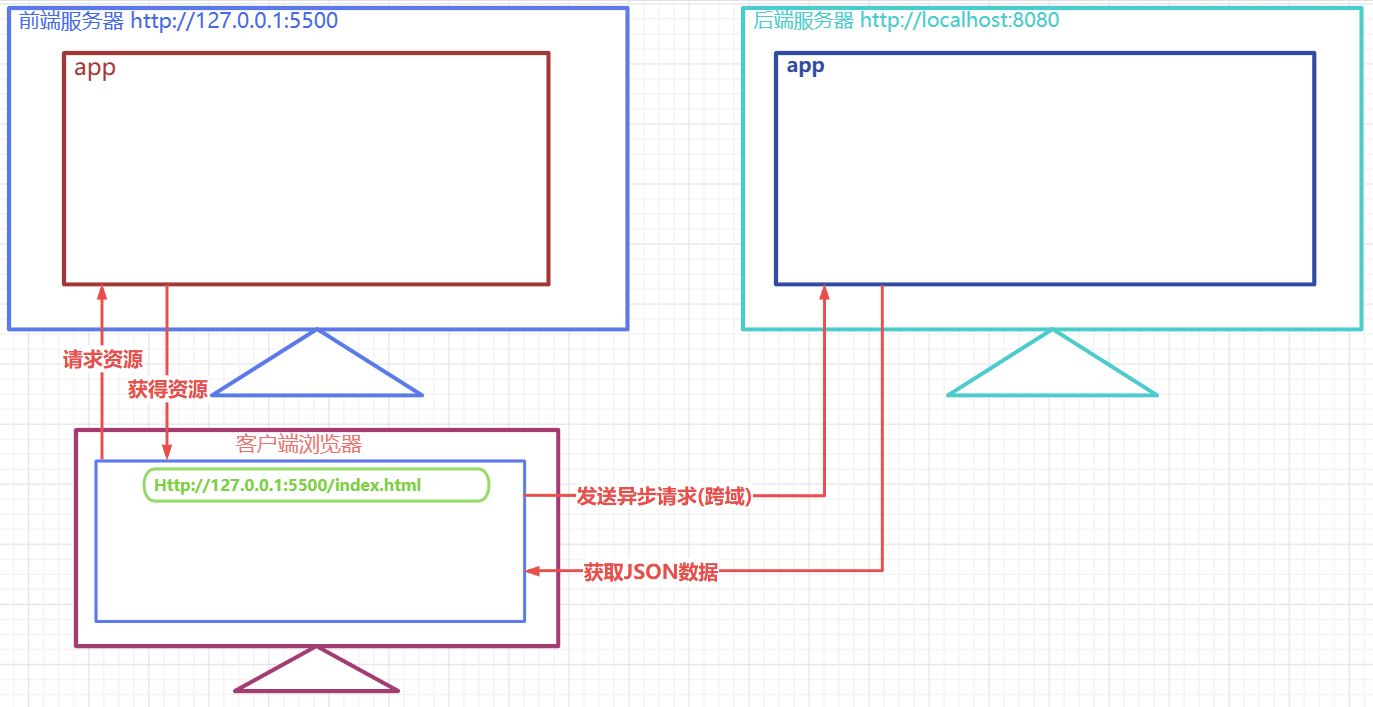 前端服务器 http://127.0.0.1:5500
app
后端服务器 http://localhost:8080
app
请求资源
获得资源
客户端浏览器
Http://127.0.0.1:5500/index.html
发送异步请求(跨域)
获取JSON数据